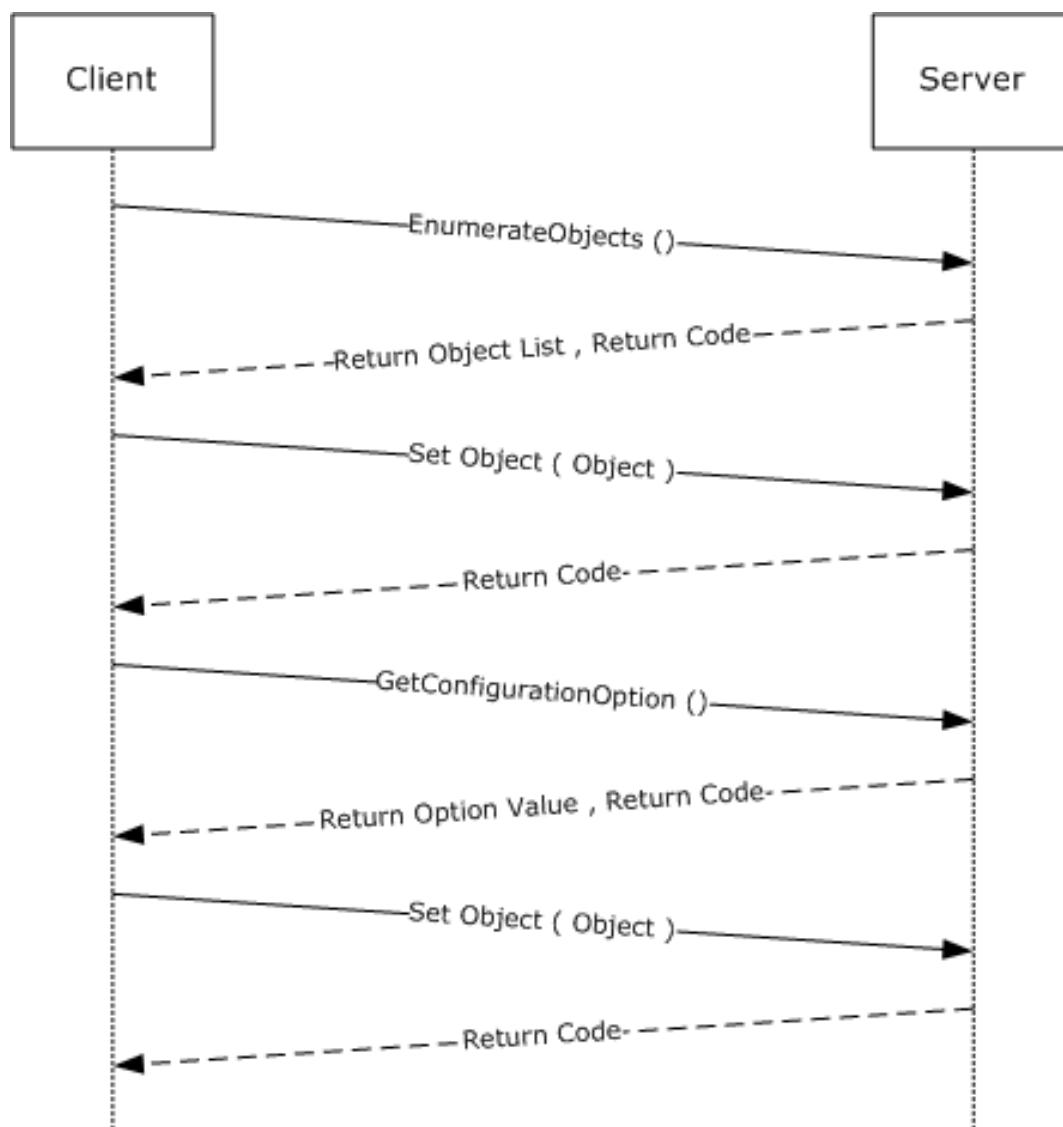 Client
Server
EnumerateObjects ()
Return Object List , Return Code
Set Object ( Object )
Return Code
GetConfigurationOption ()
Return Option Value , Return Code
Set Object ( Object )
Return Code